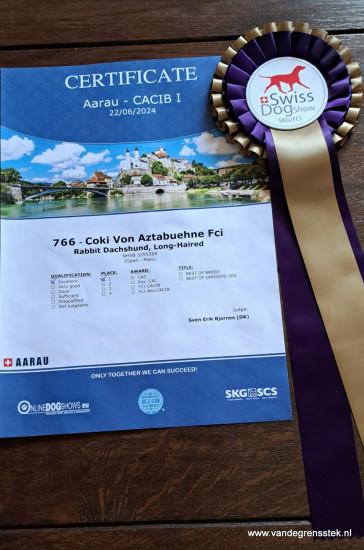 CERTIFICATE
Aarau - CACIB I
22/06/2024
Swiss
DogShow
SKG/FCI
766 - Coki Von Aztabuehne Fci
Rabbit Dachshund, Long-Haired
(Open - Male)
QUALIFICATION: PLACE: AWARD: TITLE:
Excellent 1 CAC BEST OF BREED
Very good 2 Res. CAC BEST OF OPPOSITE SEX
Good 3 FCI CACIB
Sufficient 4 FCI Res.CACIB
Disqualified
Not judgeable
Judge:
Sven Erik Bjornes (DK)
AARAU
ONLY TOGETHER WE CAN SUCCEED!
ONLINEDOGSHOWS.eu
SKG SCS
www.vandegrensstek.nl